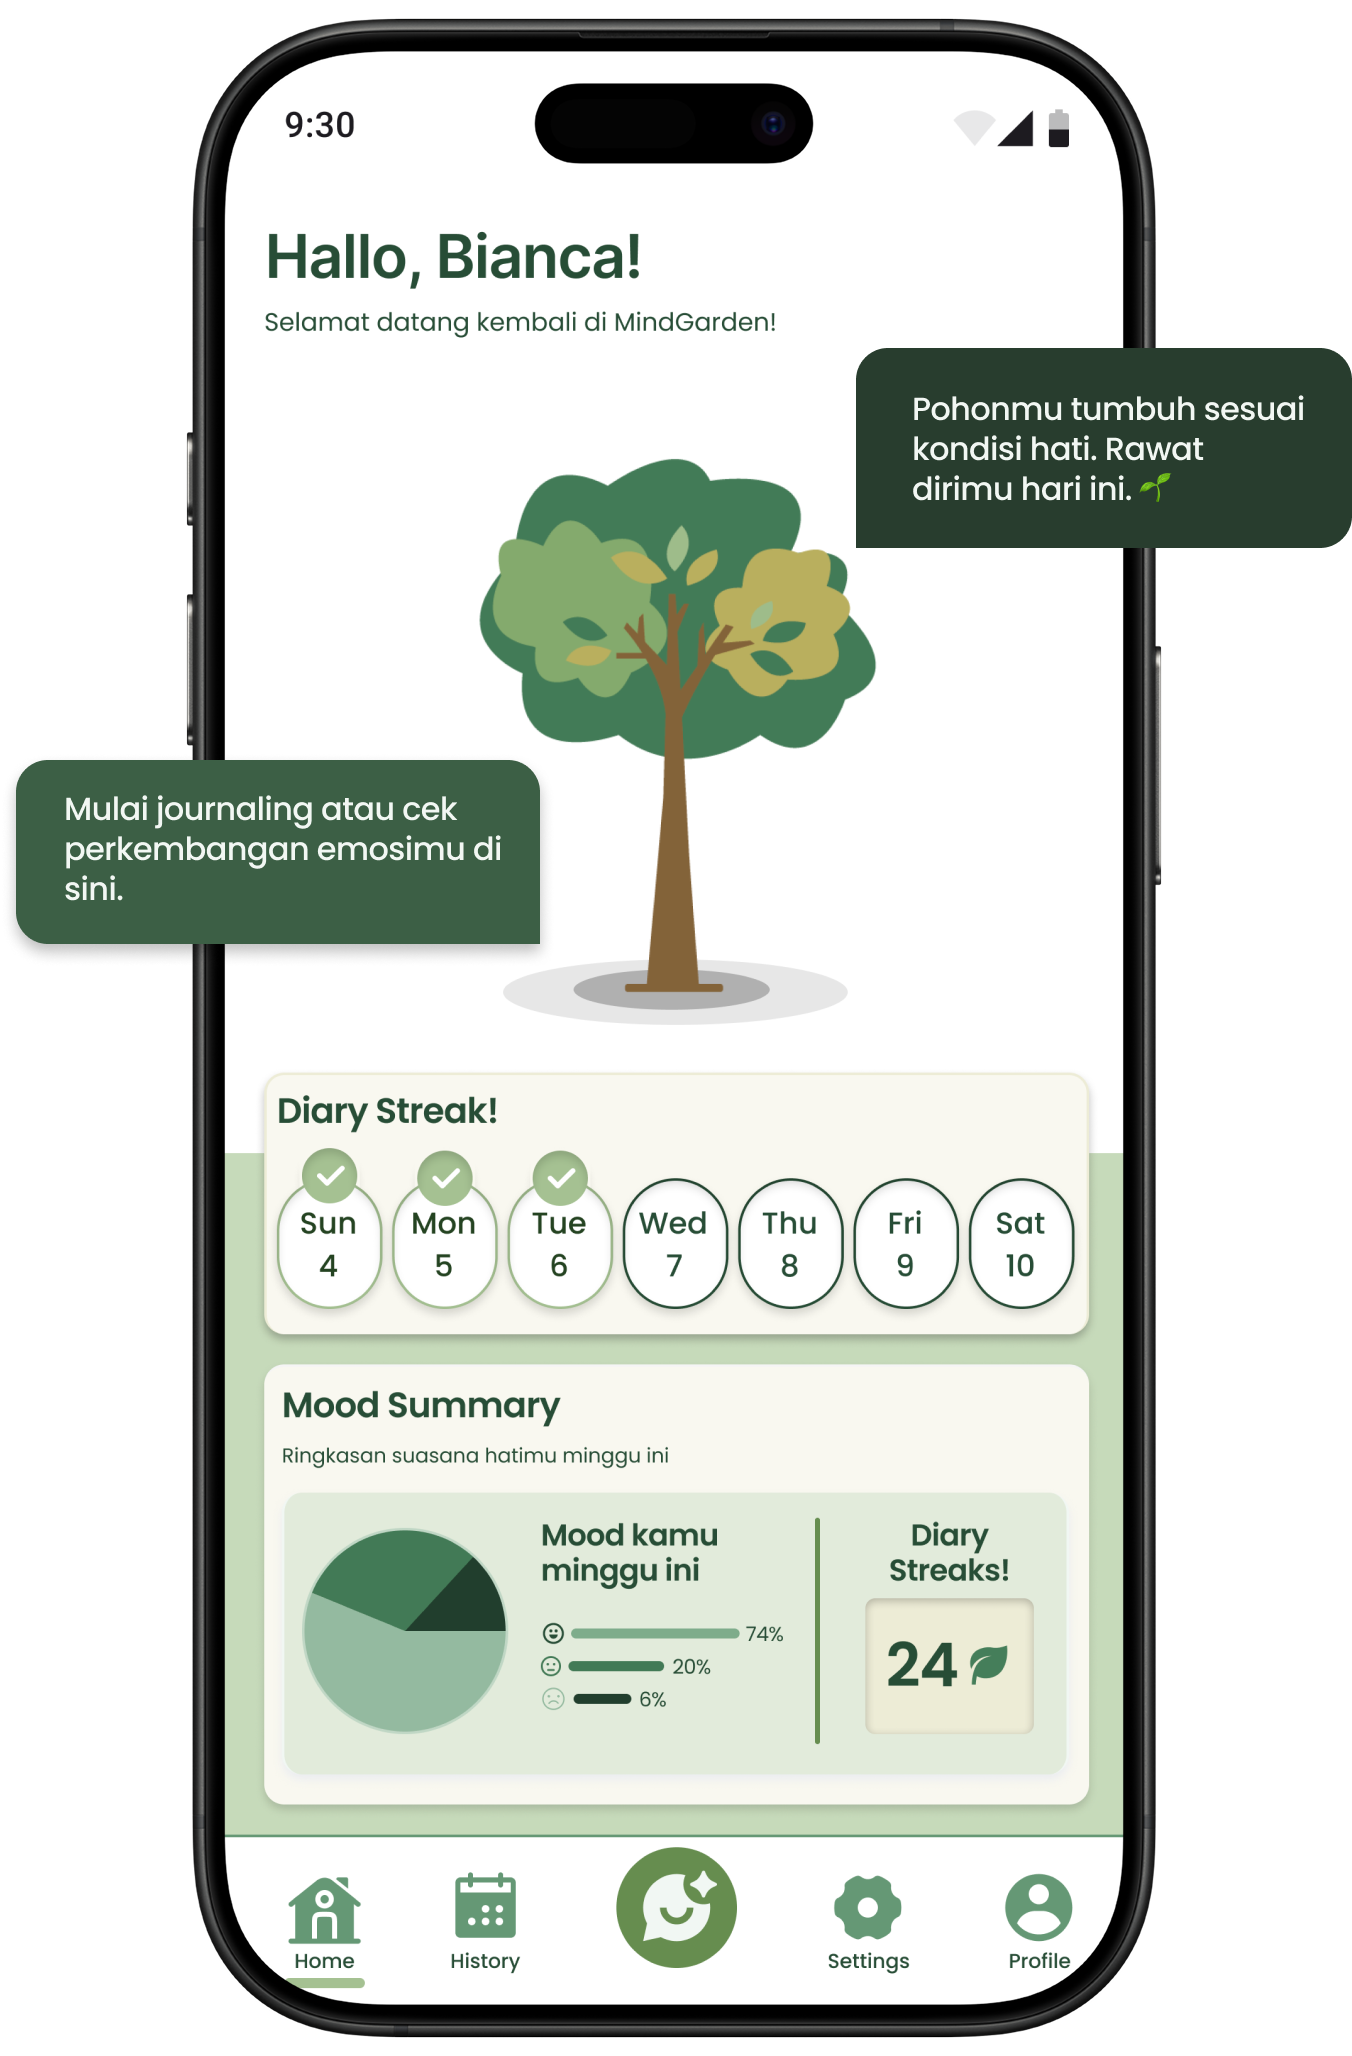 9:30
Hallo, Bianca!
Selamat datang kembali di MindGarden!
Pohonmu tumbuh sesuai
kondisi hati. Rawat
dirimu hari ini. 🌱
Mulai journaling atau cek
perkembangan emosimu di
sini.
Diary Streak!
Sun Mon Tue Wed Thu Fri Sat
4 5 6 7 8 9 10
Mood Summary
Ringkasan suasana hatimu minggu ini
Mood kamu
minggu ini
74%
20%
6%
Diary
Streaks!
24
Home History Settings Profile